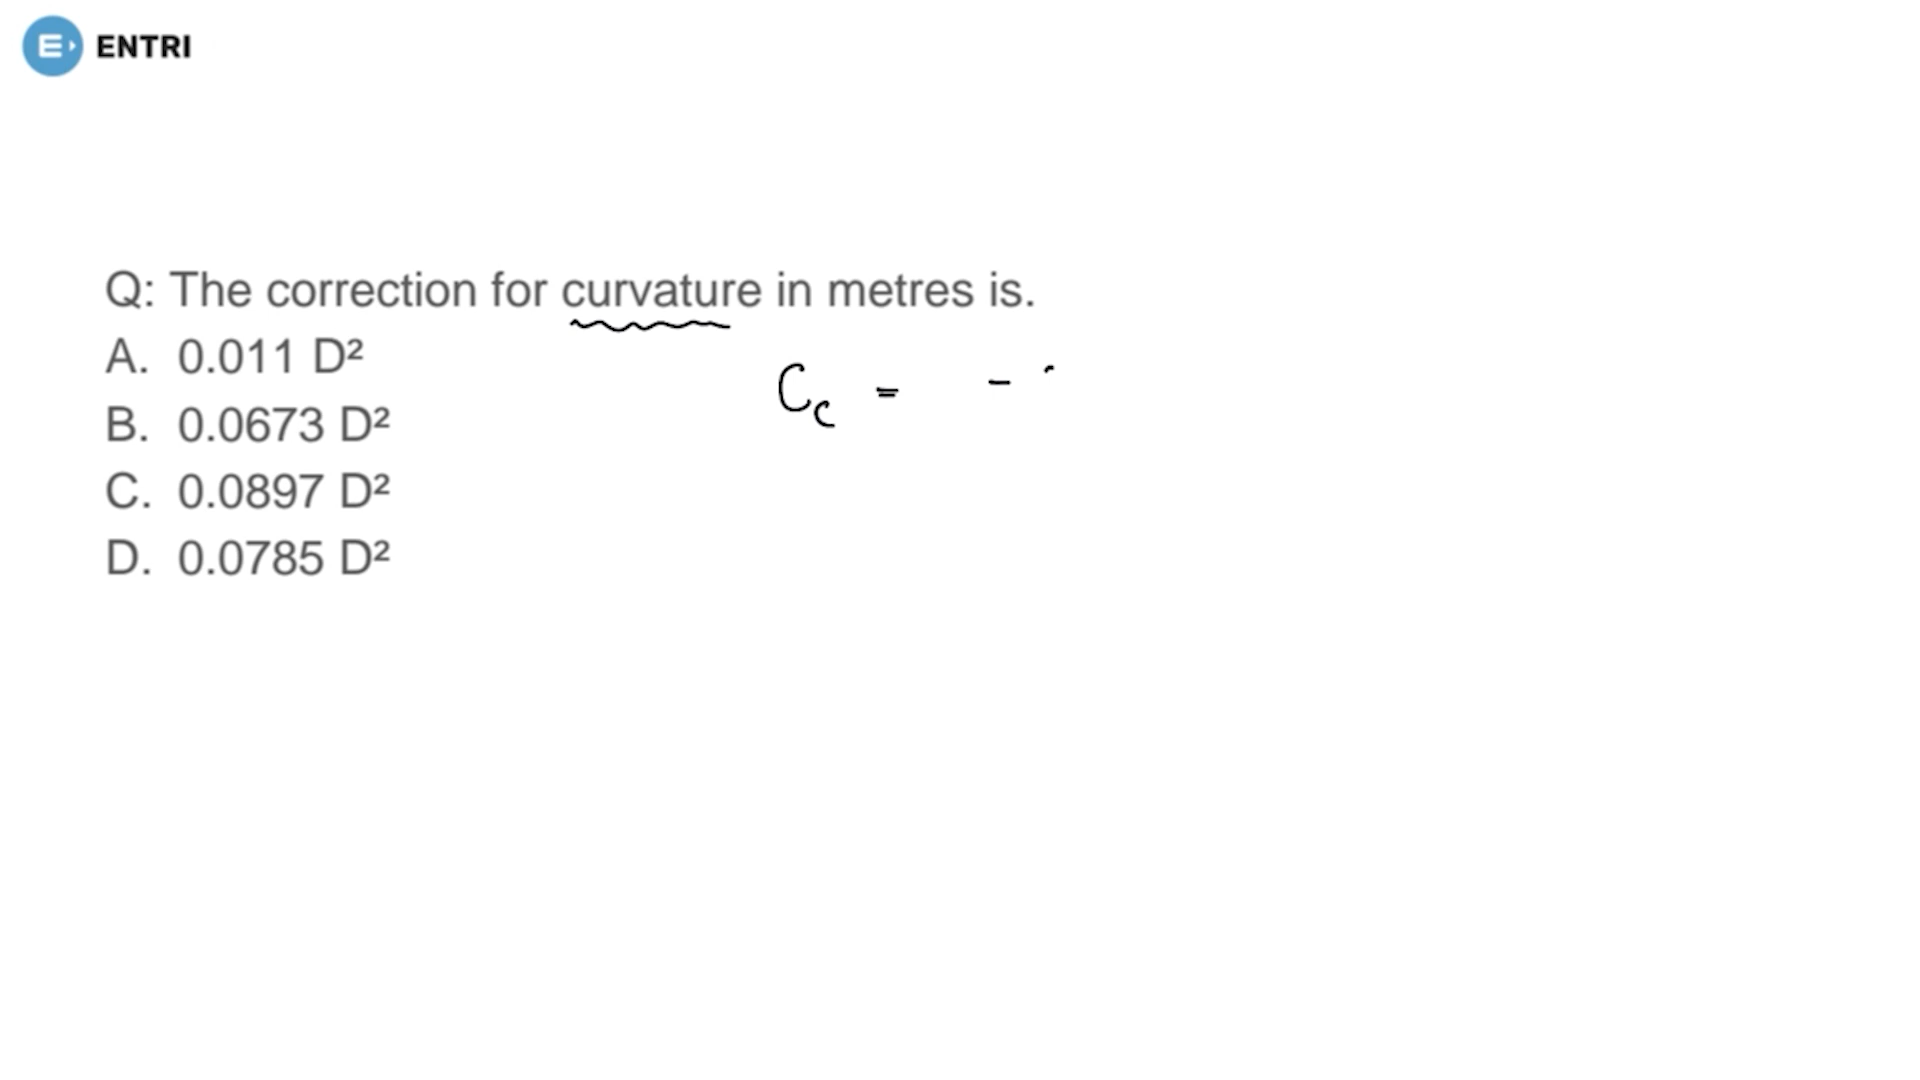 ENTRI
Q: The correction for curvature in metres is.
A. 0.011 D²
B. 0.0673 D²
C. 0.0897 D²
D. 0.0785 D²
C_c = -